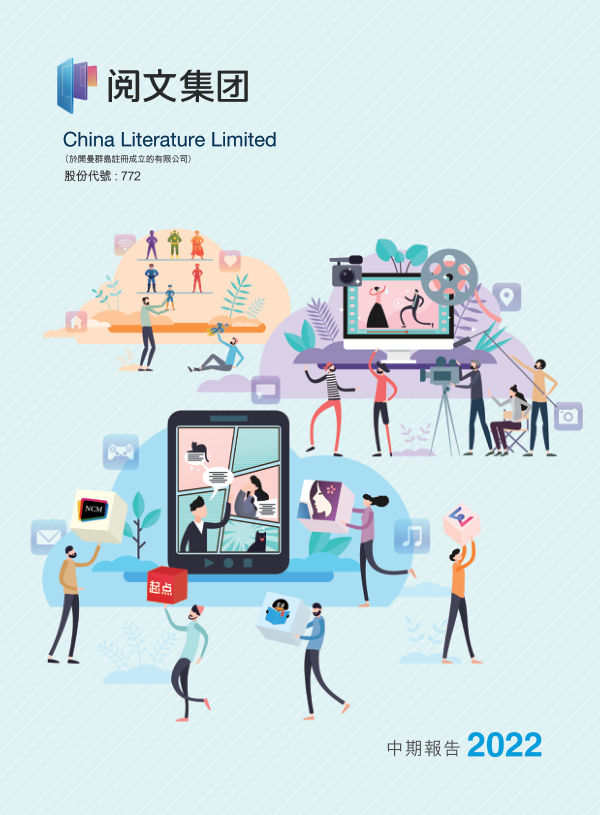 阅文集团
China Literature Limited
（於開曼群島註冊成立的有限公司）
股份代號 : 772
NCM
起点
中期報告 2022